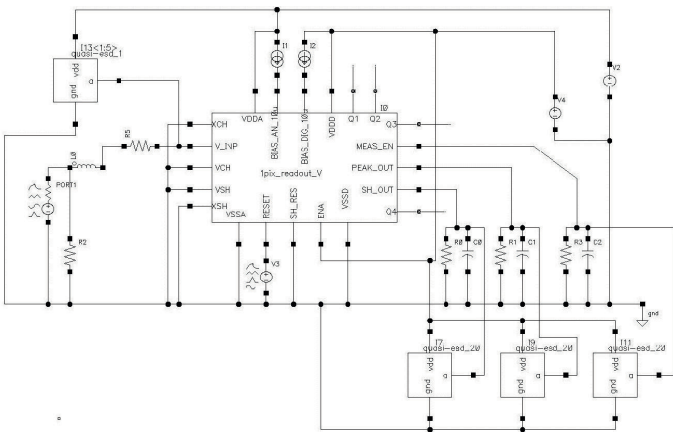 I13<1:5>
quasi-esd_1
vdd
a
gnd
I1
I2
V2
V4
VDDA
BIAS_AN_10u
BIAS_DIG_10u
VDDD
Q1
Q2
I0
XCH
Q3
R5
V_INP
MEAS_EN
L0
VCH
1pix_readout_V
PEAK_OUT
PORT1
VSH
SH_OUT
XSH
Q4
VSSA
RESET
SH_RES
ENA
VSSD
R2
V3
R0
C0
R1
C1
R3
C2
gnd
I7
quasi-esd_20
I9
quasi-esd_20
I11
quasi-esd_20
vdd
a
gnd
vdd
a
gnd
vdd
a
gnd